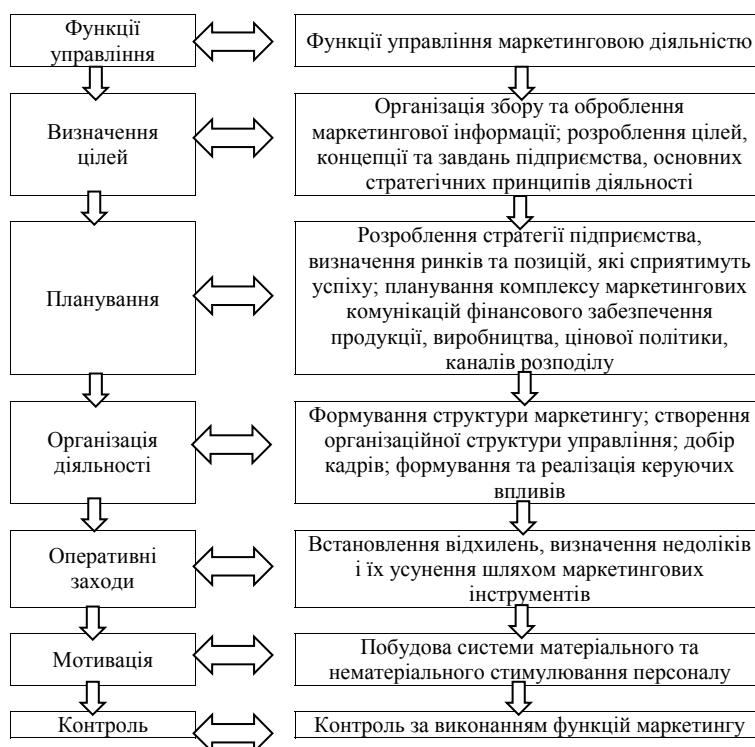 Функції
управління
Функції управління маркетинговою діяльністю
Визначення
цілей
Організація збору та оброблення
маркетингової інформації; розроблення цілей,
концепції та завдань підприємства, основних
стратегічних принципів діяльності
Планування
Розроблення стратегії підприємства,
визначення ринків та позицій, які сприятимуть
успіху; планування комплексу маркетингових
комунікацій фінансового забезпечення
продукції, виробництва, цінової політики,
каналів розподілу
Організація
діяльності
Формування структури маркетингу; створення
організаційної структури управління; добір
кадрів; формування та реалізація керуючих
впливів
Оперативні
заходи
Встановлення відхилень, визначення недоліків
і їх усунення шляхом маркетингових
інструментів
Мотивація
Побудова системи матеріального та
нематеріального стимулювання персоналу
Контроль
Контроль за виконанням функцій маркетингу